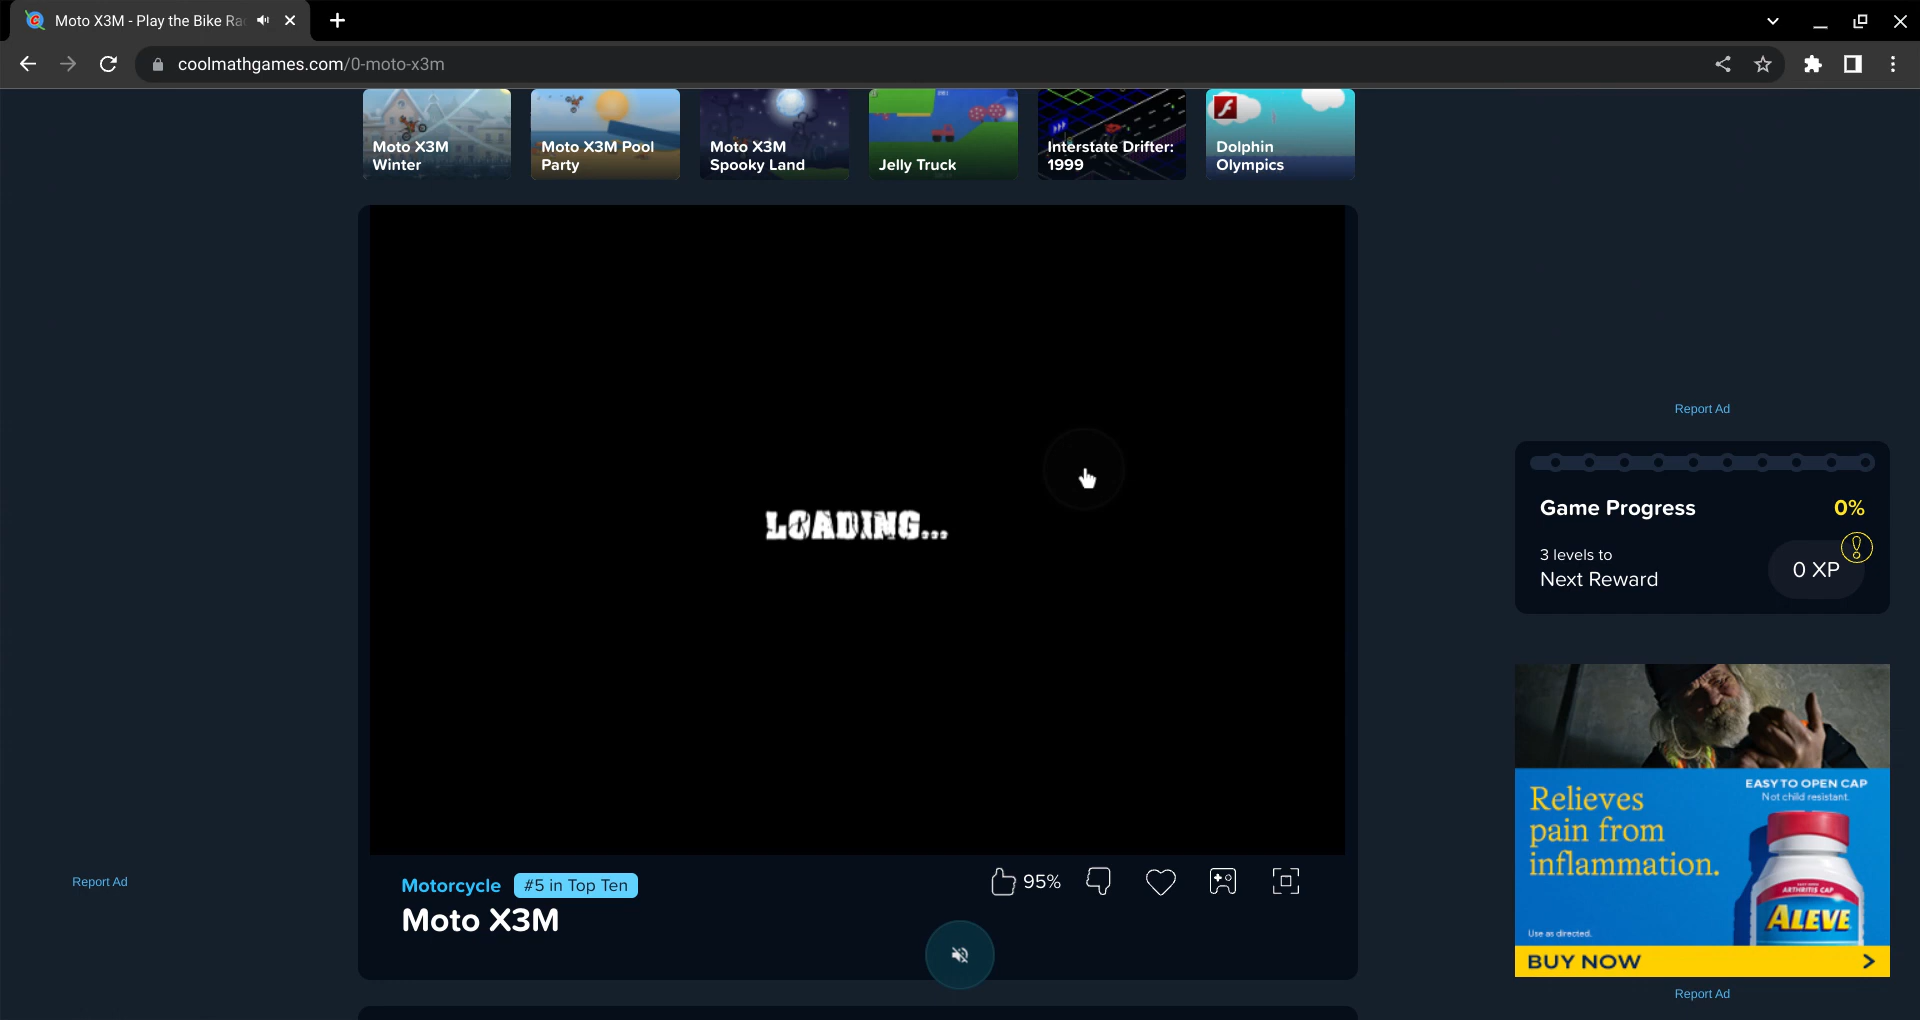 Moto X3M - Play the Bike Ra
coolmathgames.com/0-moto-x3m
Moto X3M
Winter
Moto X3M Pool
Party
Moto X3M
Spooky Land
Jelly Truck
Interstate Drifter:
1999
Dolphin
Olympics
LOADING...
Motorcycle
#5 in Top Ten
95%
Moto X3M
Report Ad
Report Ad
Game Progress
0%
3 levels to
Next Reward
0 XP
EASY TO OPEN CAP
Not child resistant.
Relieves
pain from
inflammation.
ARTHRITIS CAP
ALEVE
Use as directed.
BUY NOW
Report Ad